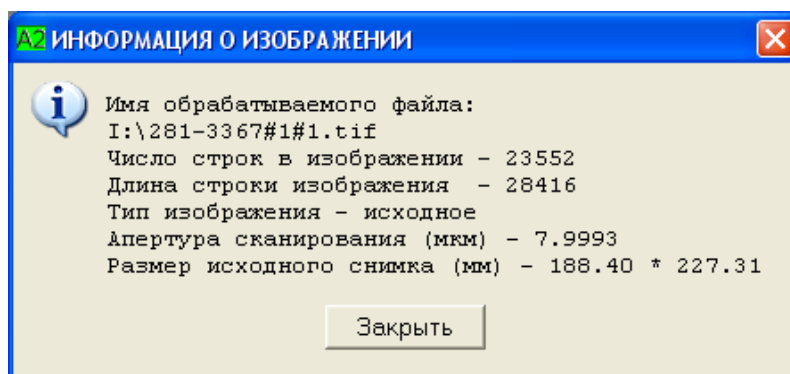 A2 ИНФОРМАЦИЯ О ИЗОБРАЖЕНИИ
Имя обрабатываемого файла:
I:\281-3367#1#1.tif
Число строк в изображении - 23552
Длина строки изображения - 28416
Тип изображения - исходное
Апертура сканирования (мкм) - 7.9993
Размер исходного снимка (мм) - 188.40 * 227.31
Закрыть